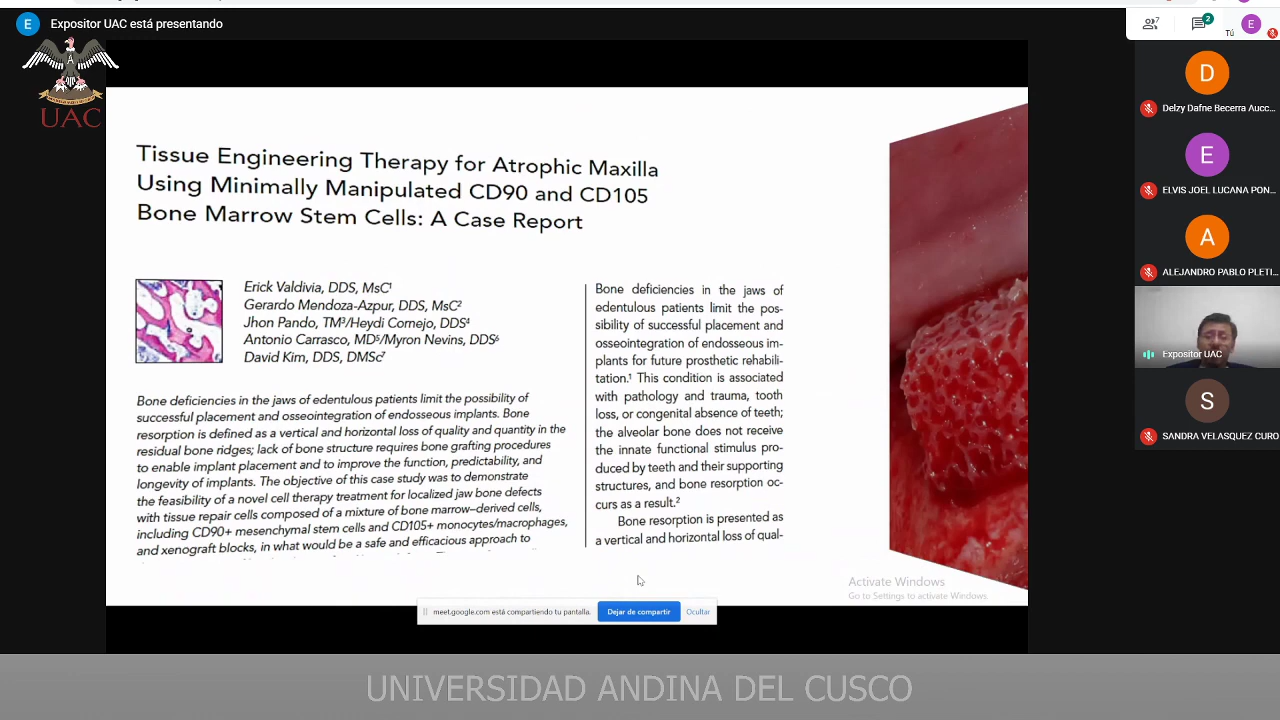 Expositor UAC está presentando
7
2
Tú
E
E
UAC
Tissue Engineering Therapy for Atrophic Maxilla
Using Minimally Manipulated CD90 and CD105
Bone Marrow Stem Cells: A Case Report
Erick Valdivia, DDS, MsC¹
Gerardo Mendoza-Azpur, DDS, MsC²
Jhon Pando, TM³/Heydi Comejo, DDS⁴
Antonio Carrasco, MD⁵/Myron Nevins, DDS⁶
David Kim, DDS, DMSc⁷
Bone deficiencies in the jaws of edentulous patients limit the possibility of
successful placement and osseointegration of endosseous implants. Bone
resorption is defined as a vertical and horizontal loss of quality and quantity in the
residual bone ridges; lack of bone structure requires bone grafting procedures
to enable implant placement and to improve the function, predictability, and
longevity of implants. The objective of this case study was to demonstrate
the feasibility of a novel cell therapy treatment for localized jaw bone defects
with tissue repair cells composed of a mixture of bone marrow–derived cells,
including CD90+ mesenchymal stem cells and CD105+ monocytes/macrophages,
and xenograft blocks, in what would be a safe and efficacious approach to
Bone deficiencies in the jaws of
edentulous patients limit the pos-
sibility of successful placement and
osseointegration of endosseous im-
plants for future prosthetic rehabili-
tation.¹ This condition is associated
with pathology and trauma, tooth
loss, or congenital absence of teeth;
the alveolar bone does not receive
the innate functional stimulus pro-
duced by teeth and their supporting
structures, and bone resorption oc-
curs as a result.²
Bone resorption is presented as
a vertical and horizontal loss of qual-
Activate Windows
Go to Settings to activate Windows.
meet.google.com está compartiendo tu pantalla.
Dejar de compartir
Ocultar
D
Delzy Dafne Becerra Aucc...
E
ELVIS JOEL LUCANA PON...
A
ALEJANDRO PABLO PLETI...
Expositor UAC
S
SANDRA VELASQUEZ CURO
UNIVERSIDAD ANDINA DEL CUSCO